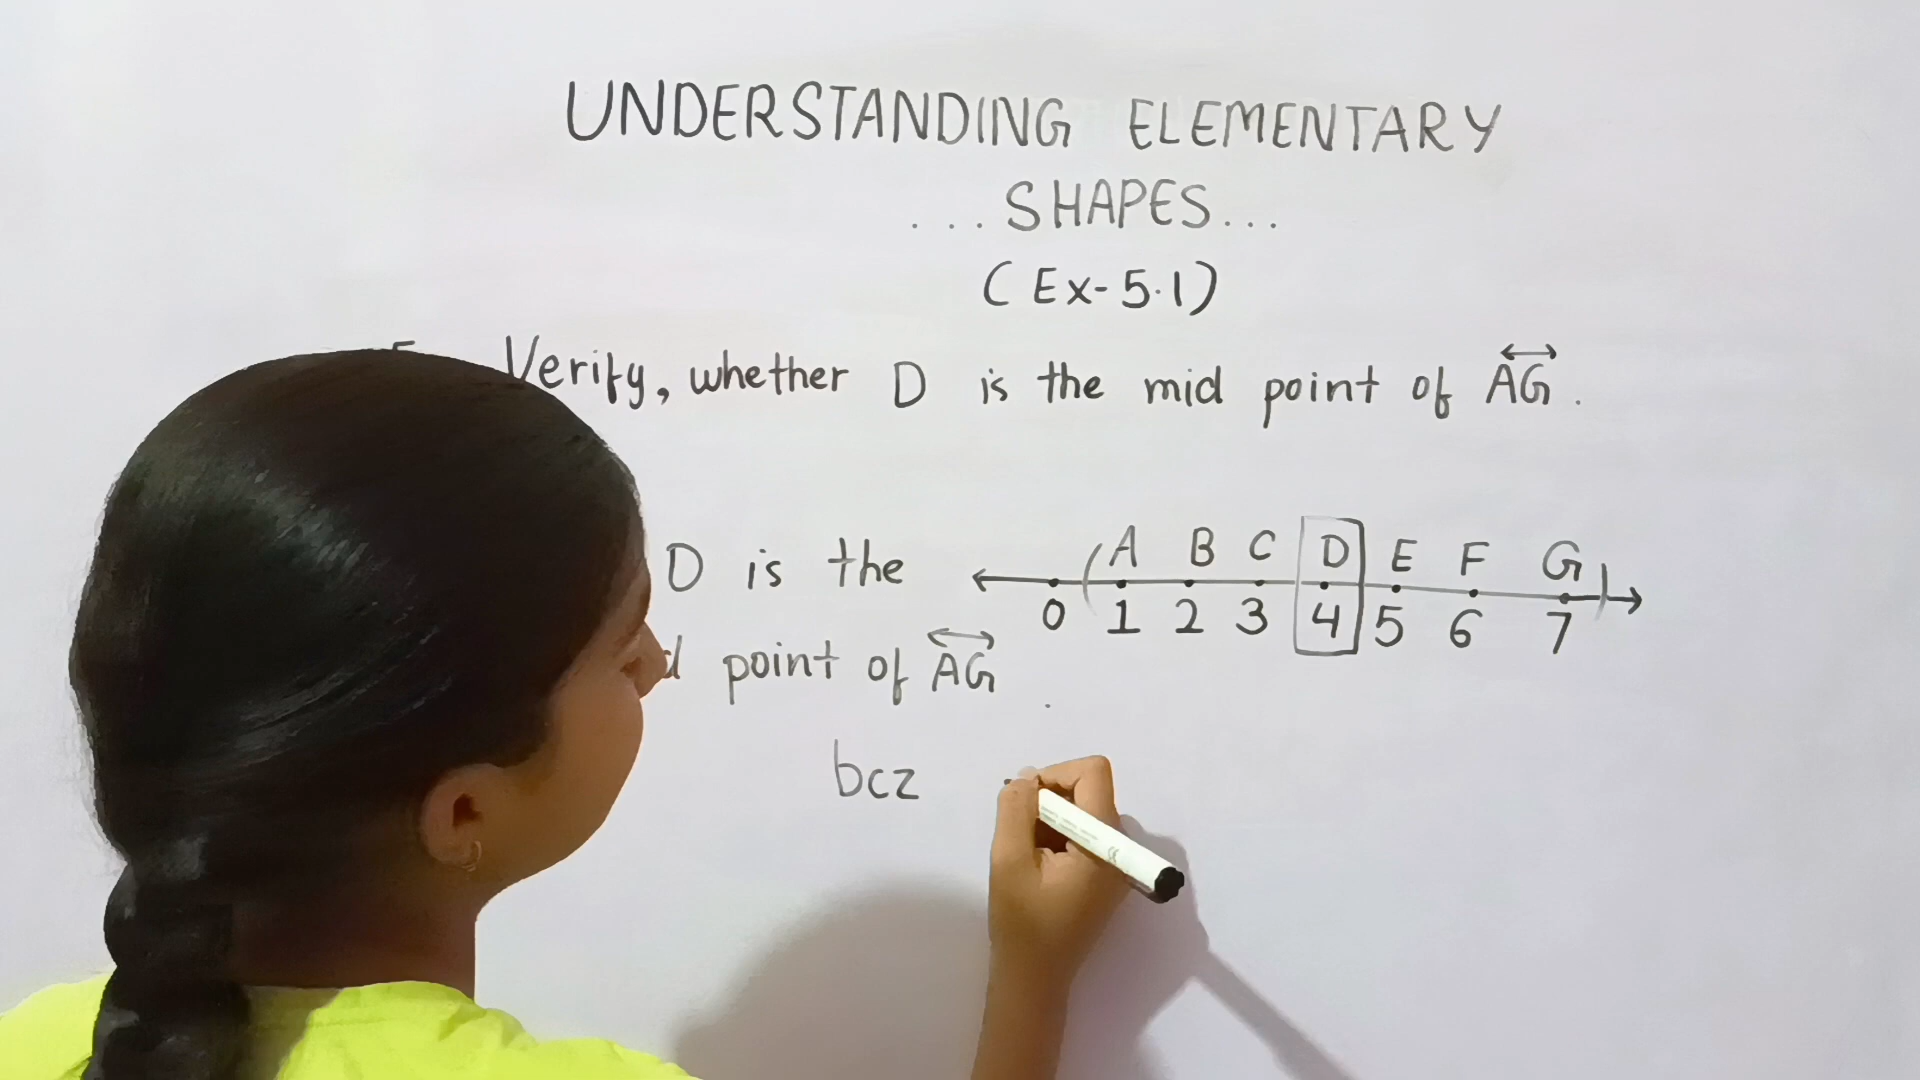 UNDERSTANDING ELEMENTARY
...SHAPES...
(Ex-5.1)
Verify, whether D is the mid point of AG.
D is the
point of AG
bcz
A B C D E F G
0 1 2 3 4 5 6 7